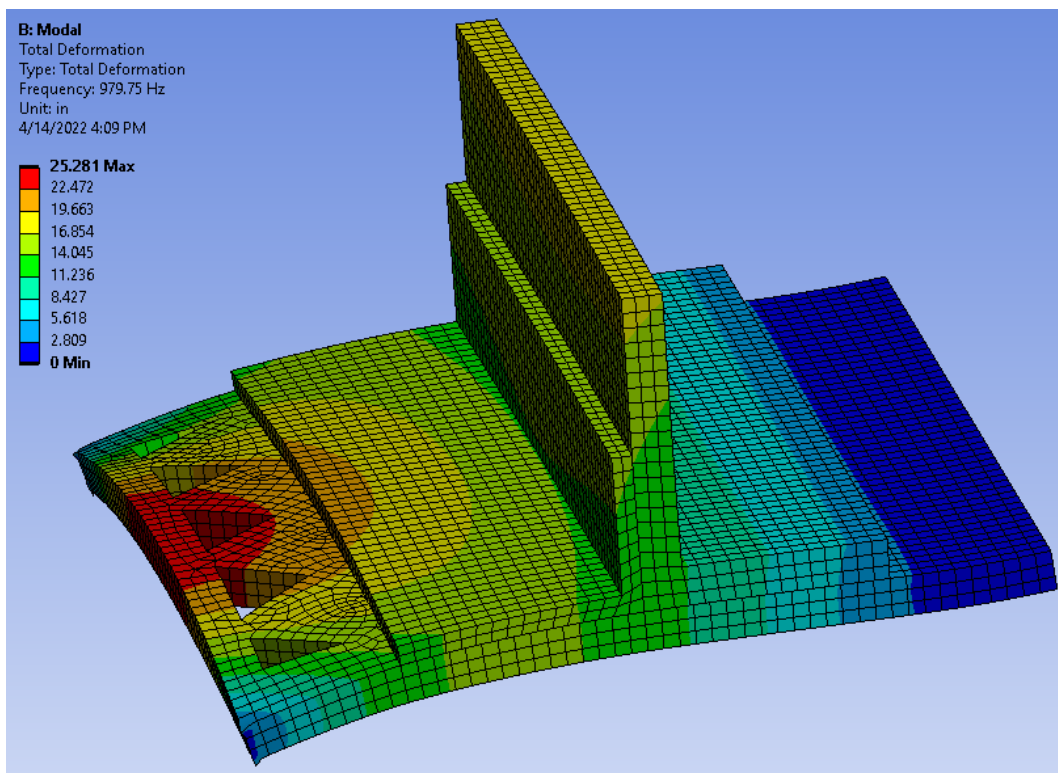 B: Modal
Total Deformation
Type: Total Deformation
Frequency: 979.75 Hz
Unit: in
4/14/2022 4:09 PM
25.281 Max
22.472
19.663
16.854
14.045
11.236
8.427
5.618
2.809
0 Min